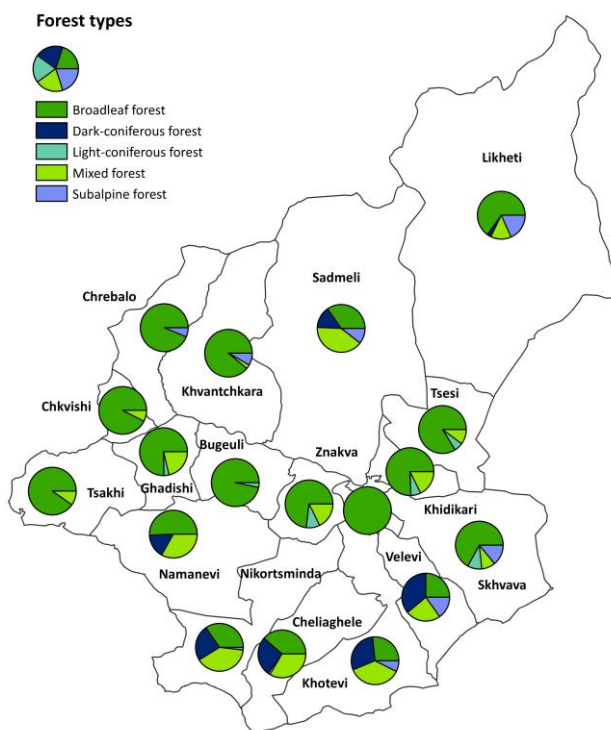 Forest types
Broadleaf forest
Dark-coniferous forest
Light-coniferous forest
Mixed forest
Subalpine forest
Likheti
Sadmeli
Chrebalo
Khvantchkara
Chkvishi
Tsesi
Bugeuli
Znakva
Tsakhi
Ghadishi
Khidikari
Velevi
Namanevi
Nikortsminda
Skhvava
Cheliaghele
Khotevi